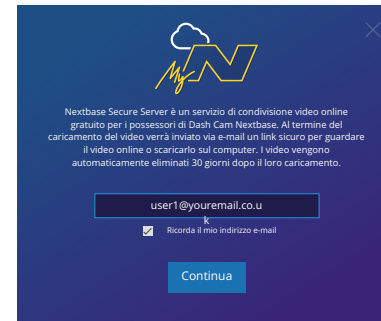 My N
Nextbase Secure Server è un servizio di condivisione video online
gratuito per i possessori di Dash Cam Nextbase. Al termine del
caricamento del video verrà inviato via e-mail un link sicuro per guardare
il video online o scaricarlo sul computer. I video vengono
automaticamente eliminati 30 giorni dopo il loro caricamento.
user1@youremail.co.u
k
Ricorda il mio indirizzo e-mail
Continua